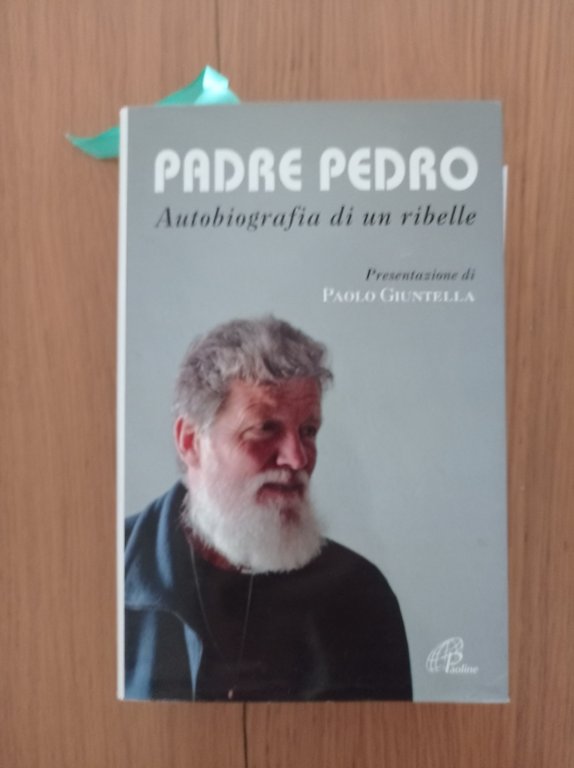 PADRE PEDRO
Autobiografia di un ribelle
Presentazione di
PAOLO GIUNTELLA
Paoline